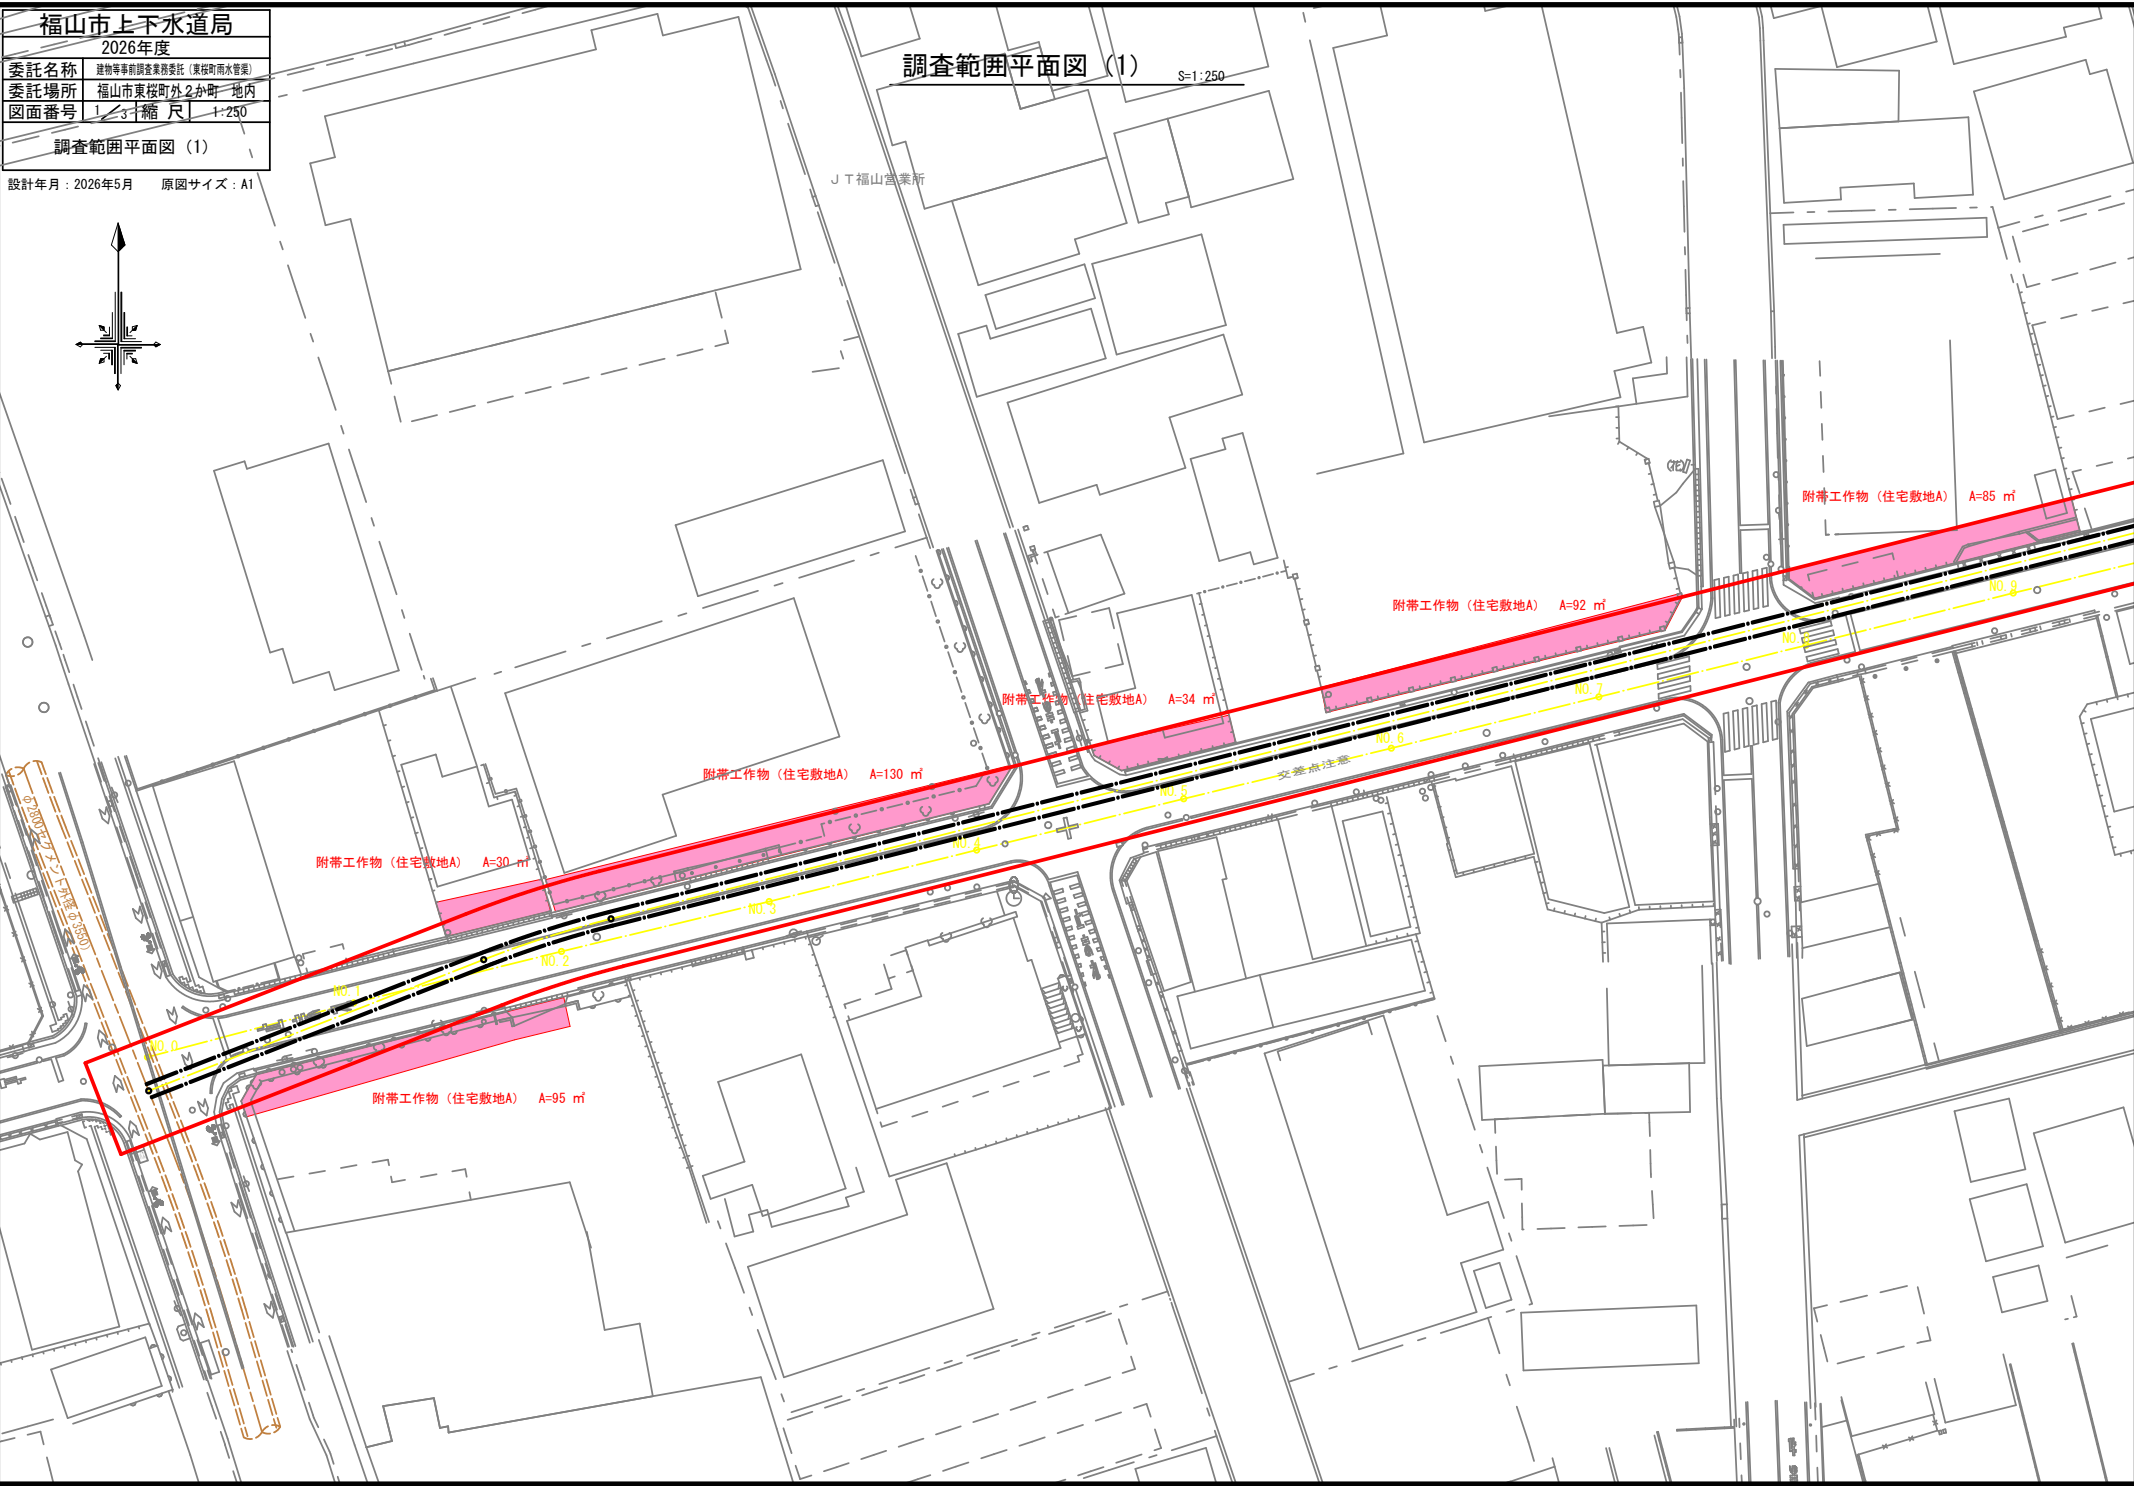 福山市上下水道局
2026年度
委託名称 建物等事前調査業務委託（東桜町雨水管渠）
委託場所 福山市東桜町外2か町 地内
図面番号 1／3 縮尺 1:250
調査範囲平面図（1）
設計年月：2026年5月 原図サイズ：A1
調査範囲平面図（1） S=1:250
ＪＴ福山営業所
附帯工作物（住宅敷地A） A=85 ㎡
附帯工作物（住宅敷地A） A=92 ㎡
附帯工作物（住宅敷地A） A=34 ㎡
附帯工作物（住宅敷地A） A=130 ㎡
附帯工作物（住宅敷地A） A=30 ㎡
附帯工作物（住宅敷地A） A=95 ㎡
交差点注意
NO.0
NO.1
NO.2
NO.3
NO.4
NO.5
NO.6
NO.7
NO.8
NO.9